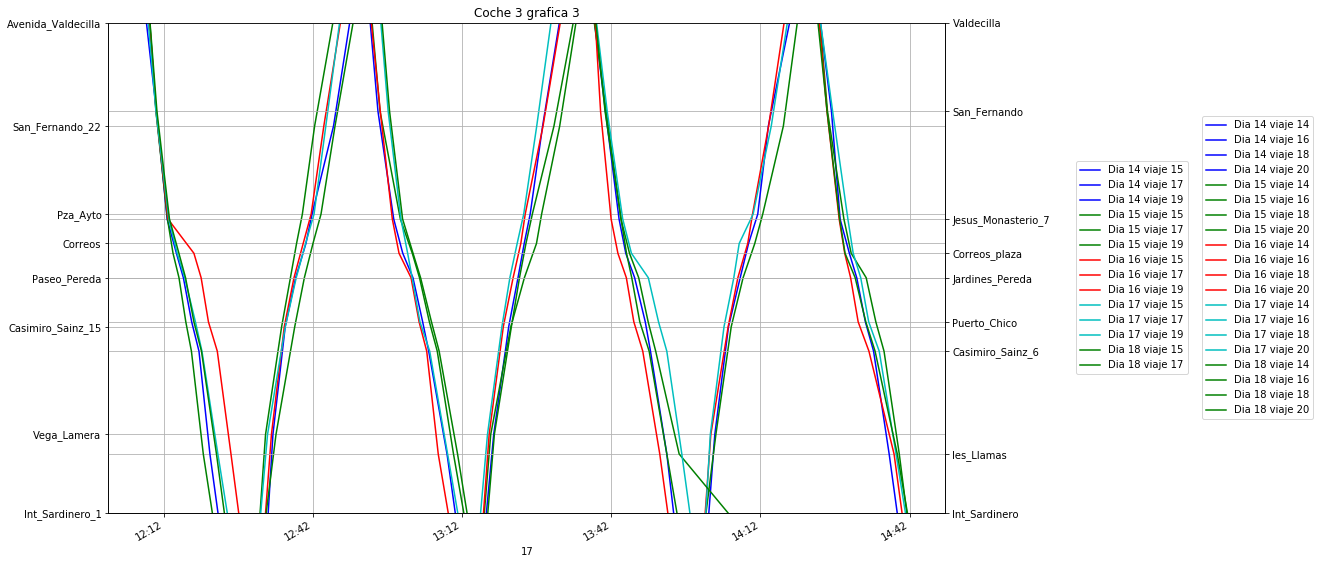 Coche 3 grafica 3
Avenida_Valdecilla
San_Fernando_22
Pza_Ayto
Correos
Paseo_Pereda
Casimiro_Sainz_15
Vega_Lamera
Int_Sardinero_1
Valdecilla
San_Fernando
Jesus_Monasterio_7
Correos_plaza
Jardines_Pereda
Puerto_Chico
Casimiro_Sainz_6
Ies_Llamas
Int_Sardinero
12:12
12:42
13:12
13:42
14:12
14:42
17
Dia 14 viaje 15
Dia 14 viaje 17
Dia 14 viaje 19
Dia 15 viaje 15
Dia 15 viaje 17
Dia 15 viaje 19
Dia 16 viaje 15
Dia 16 viaje 17
Dia 16 viaje 19
Dia 17 viaje 15
Dia 17 viaje 17
Dia 17 viaje 19
Dia 18 viaje 15
Dia 18 viaje 17
Dia 14 viaje 14
Dia 14 viaje 16
Dia 14 viaje 18
Dia 14 viaje 20
Dia 15 viaje 14
Dia 15 viaje 16
Dia 15 viaje 18
Dia 15 viaje 20
Dia 16 viaje 14
Dia 16 viaje 16
Dia 16 viaje 18
Dia 16 viaje 20
Dia 17 viaje 14
Dia 17 viaje 16
Dia 17 viaje 18
Dia 17 viaje 20
Dia 18 viaje 14
Dia 18 viaje 16
Dia 18 viaje 18
Dia 18 viaje 20